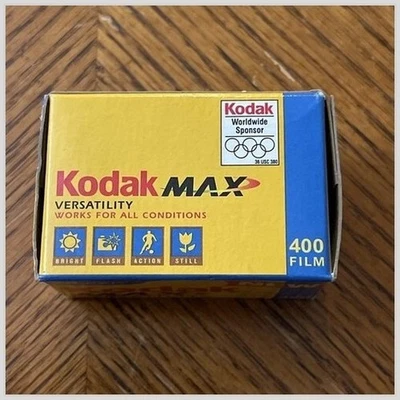 Kodak
Worldwide
Sponsor
36 USC 380
Kodak MAX
VERSATILITY
WORKS FOR ALL CONDITIONS
BRIGHT FLASH ACTION STILL
400
FILM